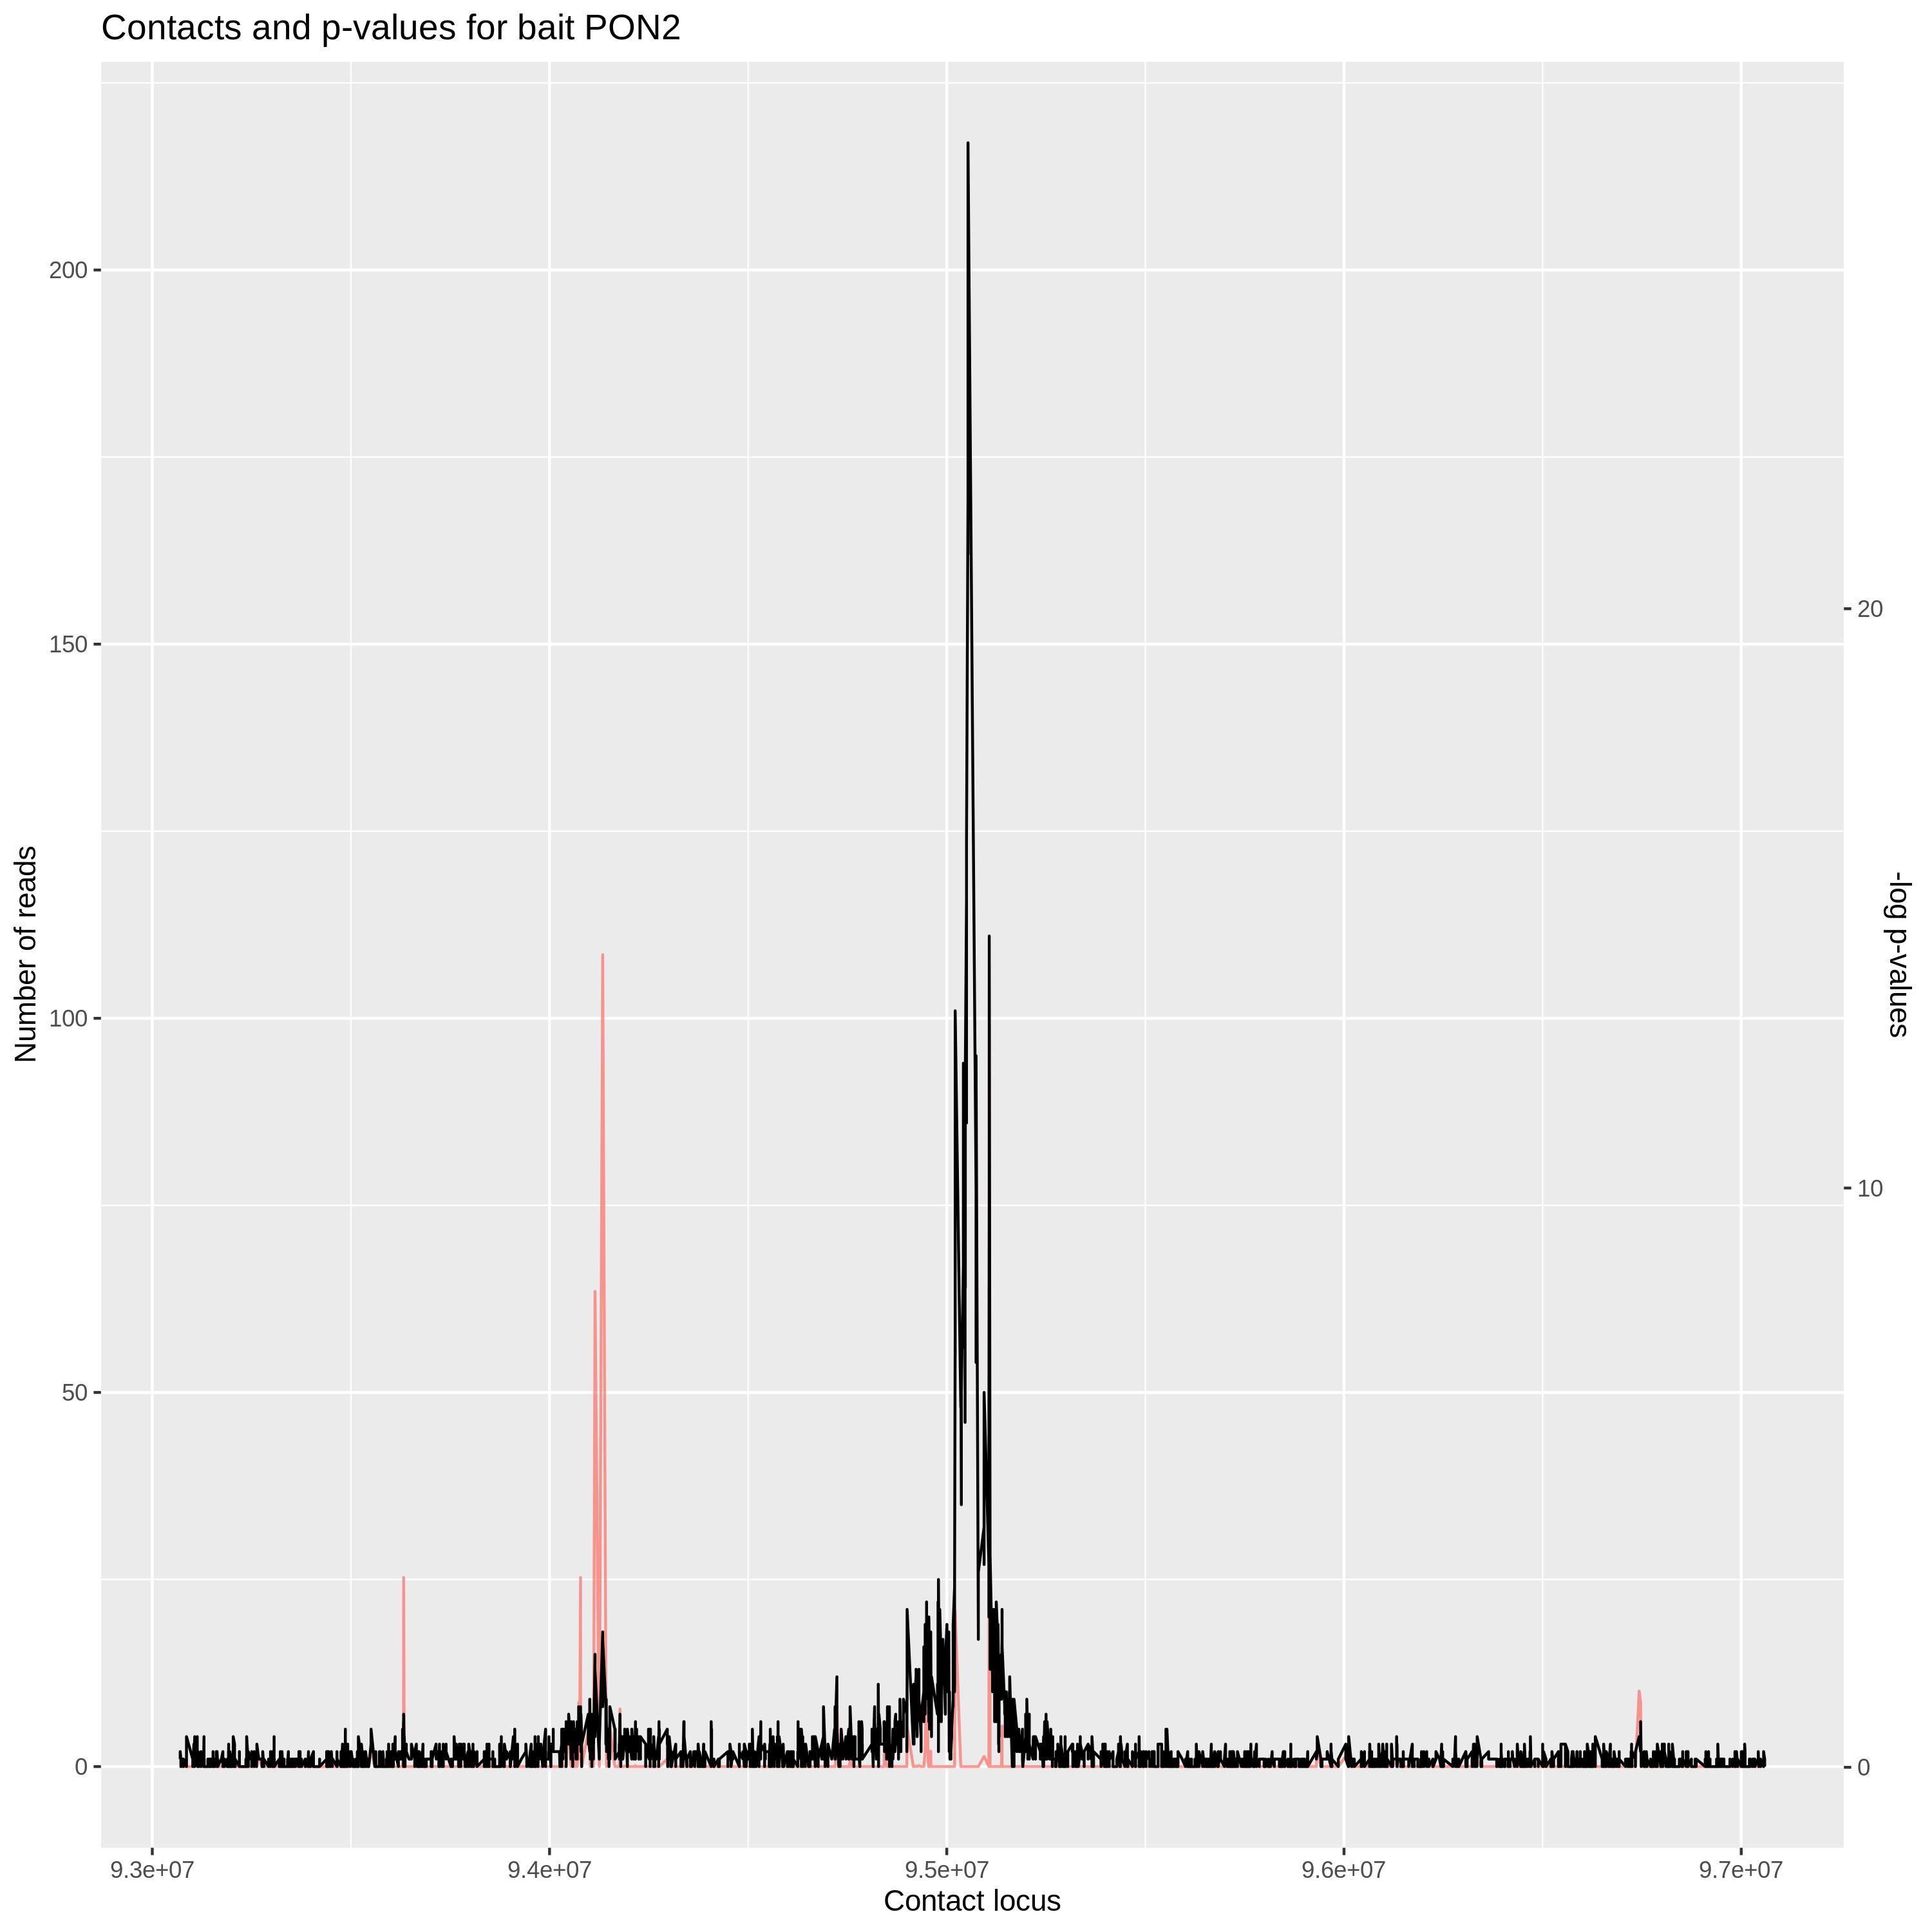 Contacts and p-values for bait PON2
Number of reads
200
150
100
50
0
20
10
0
-log p-values
9.3e+07
9.4e+07
9.5e+07
9.6e+07
9.7e+07
Contact locus